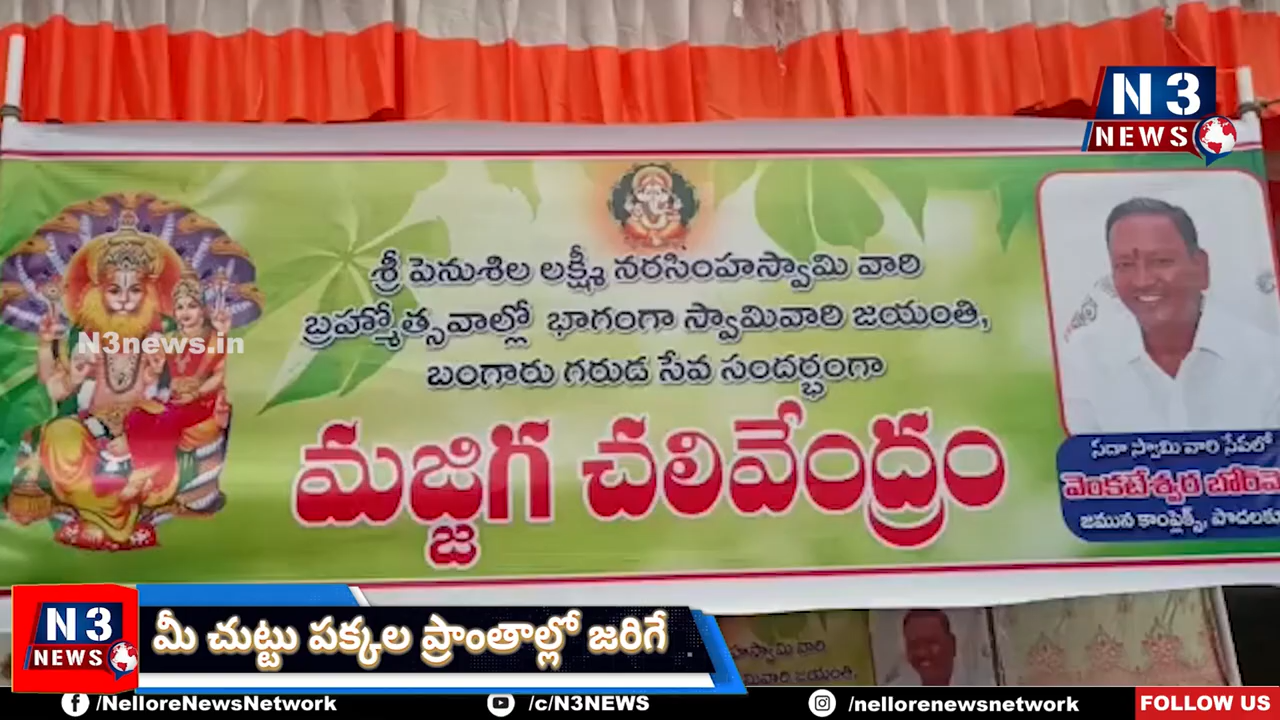 N3
NEWS
శ్రీ పెనుశిల లక్ష్మీ నరసింహస్వామి వారి
బ్రహ్మోత్సవాల్లో భాగంగా స్వామివారి జయంతి,
బంగారు గరుడ సేవ సందర్భంగా
మజ్జిగ చలివేంద్రం
N3news.in
సదా స్వామి వారి సేవలో
వెంకటేశ్వర
జమున కాంప్లెక్స్,
N3
NEWS
మీ చుట్టు పక్కల ప్రాంతాల్లో జరిగే
స్వామి వారి
జయంతి,
/NelloreNewsNetwork
/c/N3NEWS
/nellorenewsnetwork
FOLLOW US